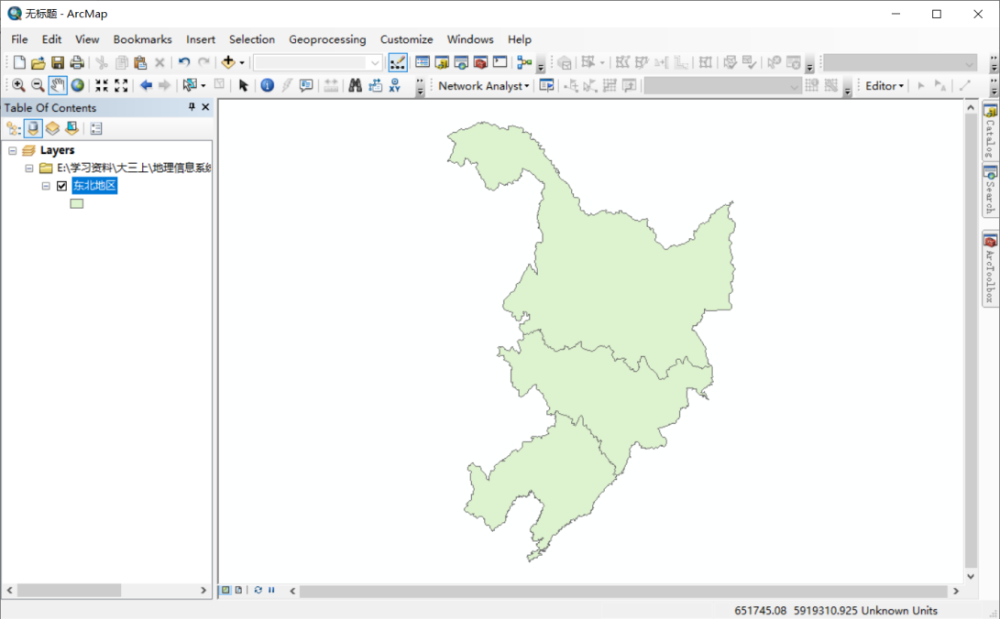 无标题 - ArcMap
File Edit View Bookmarks Insert Selection Geoprocessing Customize Windows Help
Network Analyst
Editor
Table Of Contents
Layers
E:\学习资料\大三上\地理信息系统
东北地区
Catalog
Search
ArcToolbox
651745.08 5919310.925 Unknown Units